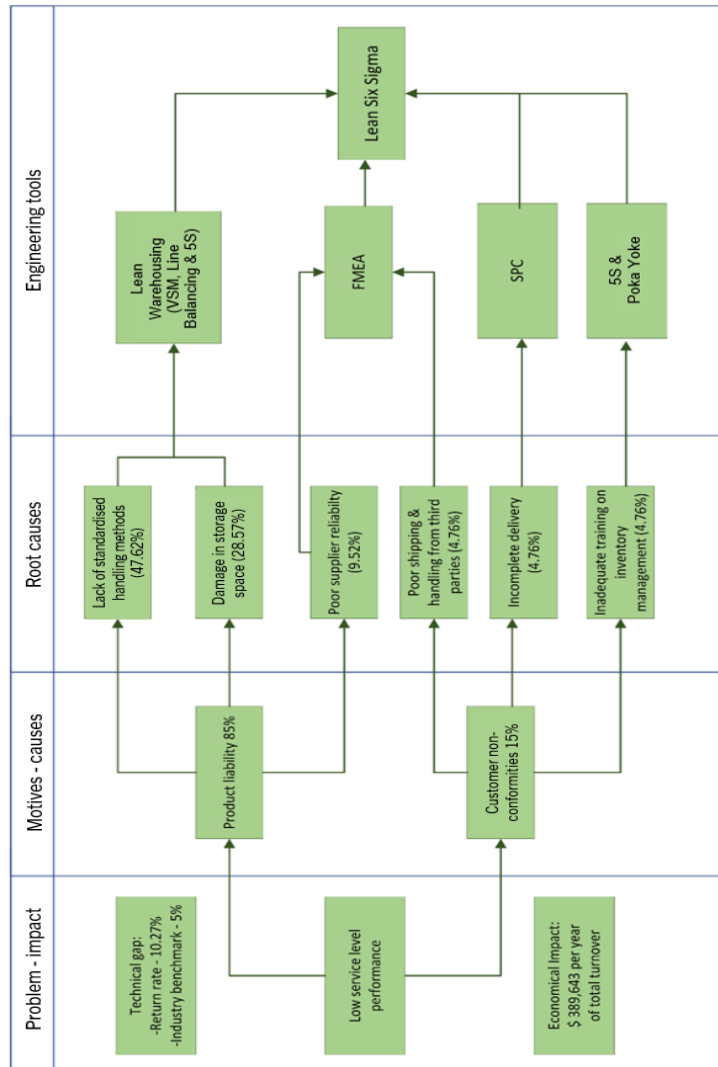 Problem - impact
Motives - causes
Root causes
Engineering tools
Technical gap:
-Return rate - 10.27%
-Industry benchmark - 5%
Low service level
performance
Economical Impact:
$ 389,643 per year
of total turnover
Product liability 85%
Customer non-
conformities 15%
Lack of standardised
handling methods
(47.62%)
Damage in storage
space (28.57%)
Poor supplier reliabilty
(9.52%)
Poor shipping &
handling from third
parties (4.76%)
Incomplete delivery
(4.76%)
Inadequate training on
inventory
management (4.76%)
Lean
Warehousing
(VSM, Line
Balancing & 5S)
FMEA
SPC
5S &
Poka Yoke
Lean Six Sigma